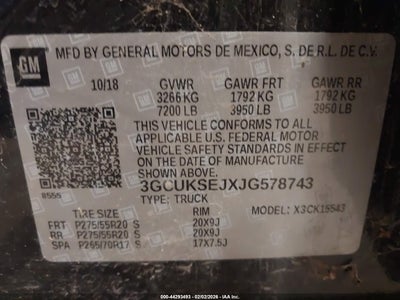 GM
MFD BY GENERAL MOTORS DE MEXICO, S. DE R.L. DE C.V.
10/18 GVWR GAWR FRT GAWR RR
3266 KG 1792 KG 1792 KG
7200 LB 3950 LB 3950 LB
THIS VEHICLE CONFORMS TO ALL
APPLICABLE U.S. FEDERAL MOTOR
VEHICLE SAFETY STANDARDS IN EFFECT ON
THE DATE OF MANUFACTURE SHOWN ABOVE.
3GCUKSEJXJG578743
8555 TYPE: TRUCK MODEL: X3CK15543
TIRE SIZE RIM
FRT P275/55R20 S 20X9J
RR P275/55R20 S 20X9J
SPA P265/70R17 S 17X7.5J
000-44293493 - 02/02/2026 - © IAA, Inc.